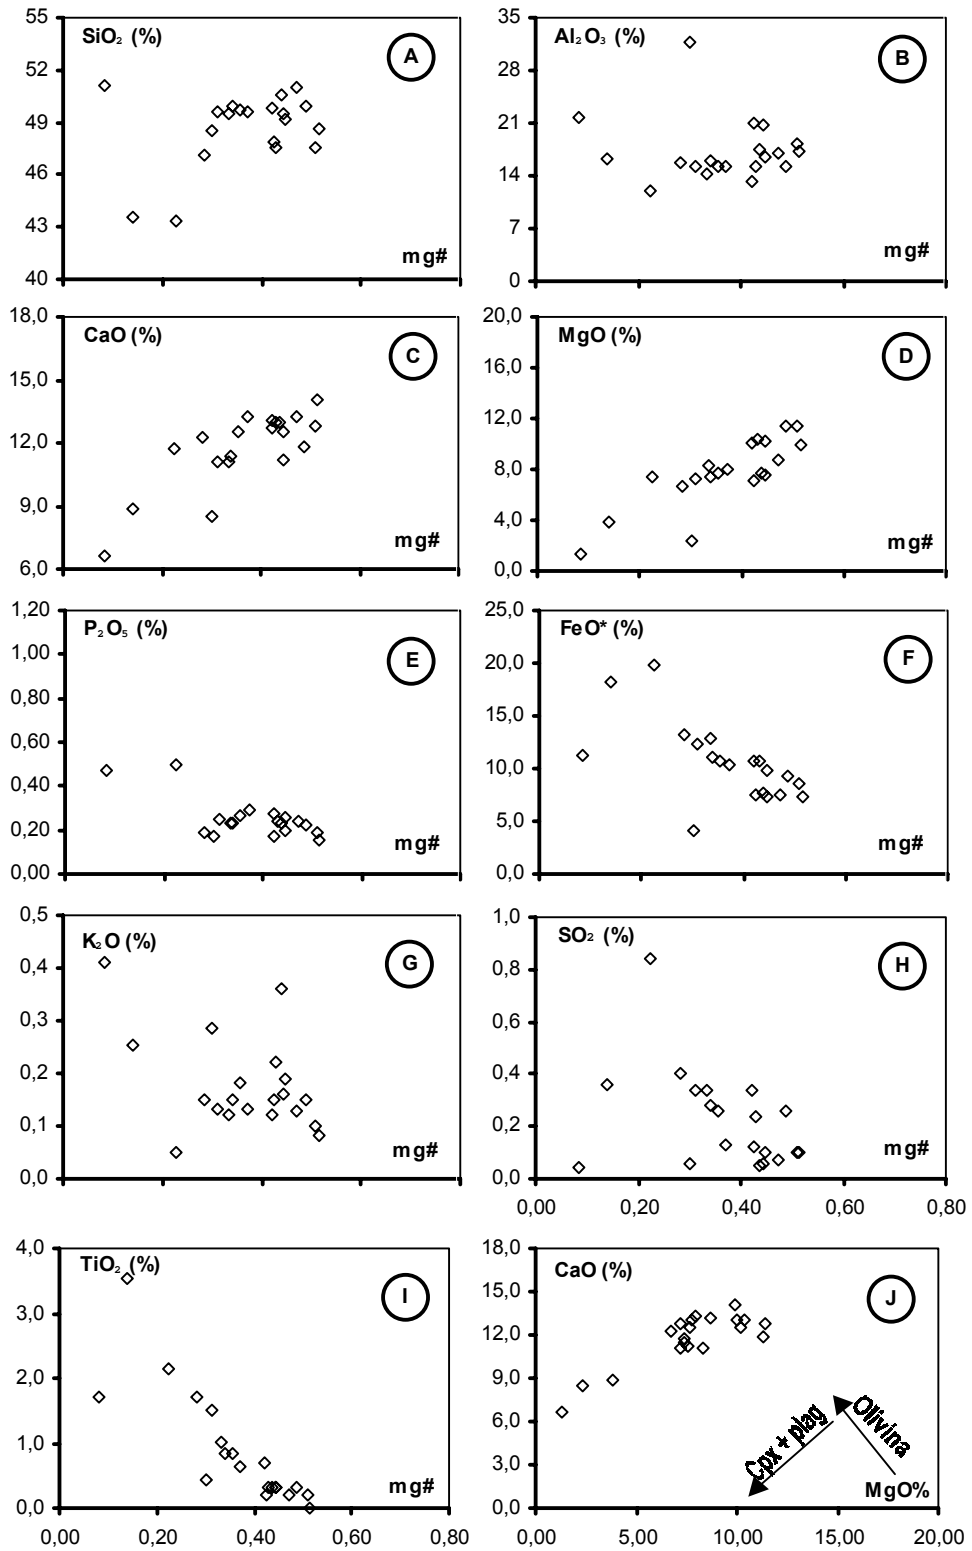 55
SiO₂ (%)
A
52
49
46
43
mg#
40
35
Al₂O₃ (%)
B
28
21
14
7
mg#
0
18,0
CaO (%)
C
15,0
12,0
9,0
mg#
6,0
20,0
MgO (%)
D
16,0
12,0
8,0
4,0
mg#
0,0
1,20
P₂O₅ (%)
E
1,00
0,80
0,60
0,40
0,20
mg#
0,00
25,0
FeO* (%)
F
20,0
15,0
10,0
5,0
mg#
0,0
0,5
K₂O (%)
G
0,4
0,3
0,2
0,1
mg#
0,0
1,0
SO₂ (%)
H
0,8
0,6
0,4
0,2
mg#
0,0
0,00 0,20 0,40 0,60 0,80
4,0
TiO₂ (%)
I
3,0
2,0
1,0
mg#
0,0
0,00 0,20 0,40 0,60 0,80
18,0
CaO (%)
J
15,0
12,0
9,0
6,0
Cpx + plag
Olivina
3,0
MgO%
0,0
0,00 5,00 10,00 15,00 20,00